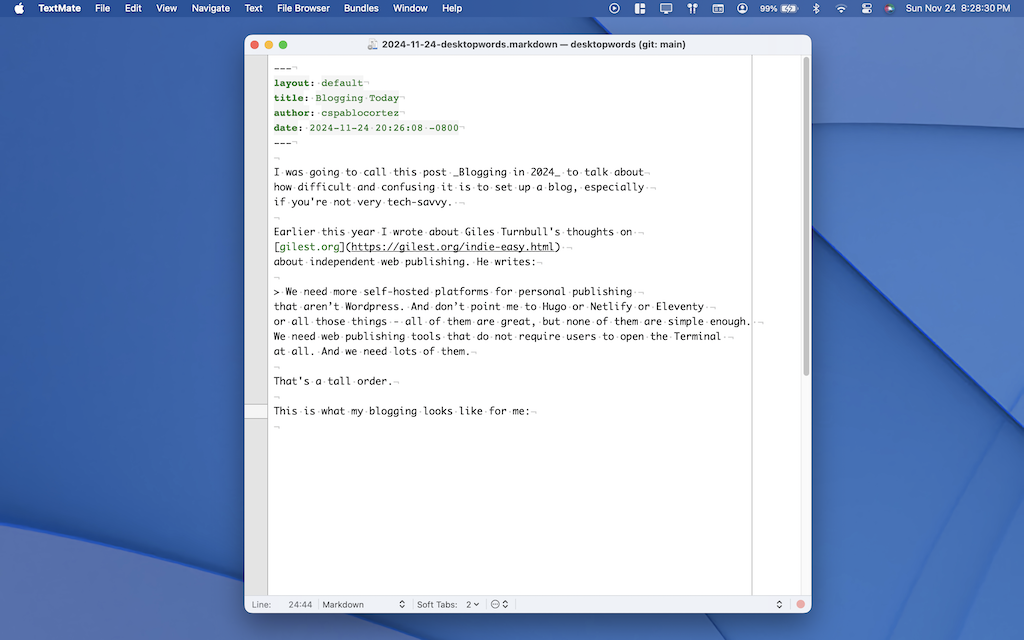 TextMate File Edit View Navigate Text File Browser Bundles Window Help 99% Sun Nov 24 8:28:30 PM
2024-11-24-desktopwords.markdown — desktopwords (git: main)
---
layout: default
title: Blogging Today
author: cspablocortez
date: 2024-11-24 20:26:08 -0800
---
I was going to call this post _Blogging in 2024_ to talk about
how difficult and confusing it is to set up a blog, especially
if you're not very tech-savvy.
Earlier this year I wrote about Giles Turnbull's thoughts on
[gilest.org](https://gilest.org/indie-easy.html)
about independent web publishing. He writes:
> We need more self-hosted platforms for personal publishing
that aren’t Wordpress. And don’t point me to Hugo or Netlify or Eleventy
or all those things - all of them are great, but none of them are simple enough.
We need web publishing tools that do not require users to open the Terminal
at all. And we need lots of them.
That's a tall order.
This is what my blogging looks like for me:
Line: 24:44 Markdown Soft Tabs: 2